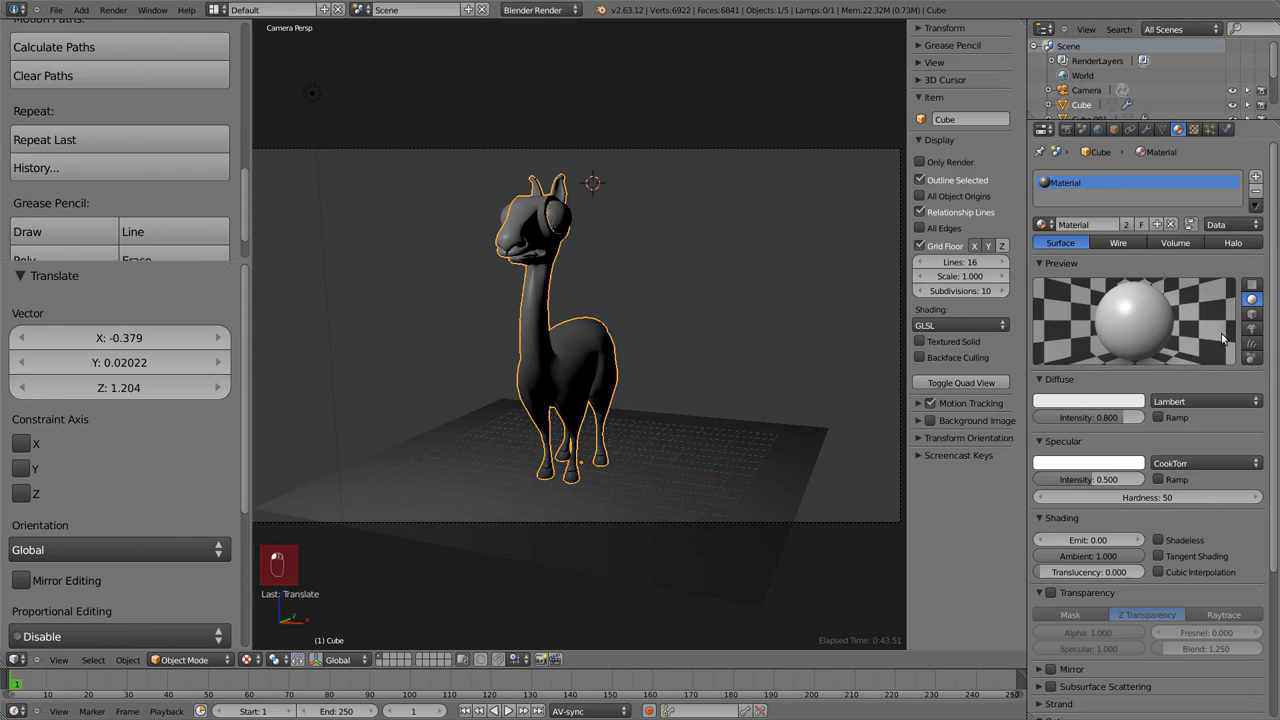 File Add Render Window Help Default Scene Blender Render v2.63.12 | Verts:6922 | Faces:6841 | Objects:1/5 | Lamps:0/1 | Mem:22.32M (0.73M) | Cube
Calculate Paths
Clear Paths
Repeat:
Repeat Last
History...
Grease Pencil:
Draw Line
Translate
Vector
X: -0.379
Y: 0.02022
Z: 1.204
Constraint Axis
X
Y
Z
Orientation
Global
Mirror Editing
Proportional Editing
Disable
Camera Persp
Last: Translate
z
y
x
(1) Cube
Elapsed Time: 0:43:51
View Select Object Object Mode Global
Transform
Grease Pencil
View
3D Cursor
Item
Cube
Display
Only Render
Outline Selected
All Object Origins
Relationship Lines
All Edges
Grid Floor X Y Z
Lines: 16
Scale: 1.000
Subdivisions: 10
Shading:
GLSL
Textured Solid
Backface Culling
Toggle Quad View
Motion Tracking
Background Image
Transform Orientation
Screencast Keys
View Search All Scenes
Scene
RenderLayers
World
Camera
Cube
Cube Material
Material
Material 2 F Data
Surface Wire Volume Halo
Preview
Diffuse
Lambert
Intensity: 0.800 Ramp
Specular
CookTorr
Intensity: 0.500 Ramp
Hardness: 50
Shading
Emit: 0.00 Shadeless
Ambient: 1.000 Tangent Shading
Translucency: 0.000 Cubic Interpolation
Transparency
Mask Z Transparency Raytrace
Alpha: 1.000 Fresnel: 0.000
Specular: 1.000 Blend: 1.250
Mirror
Subsurface Scattering
Strand
1
0 10 20 30 40 50 60 70 80 90 100 110 120 130 140 150 160 170 180 190 200 210 220 230 240 250
View Marker Frame Playback Start: 1 End: 250 1 AV-sync